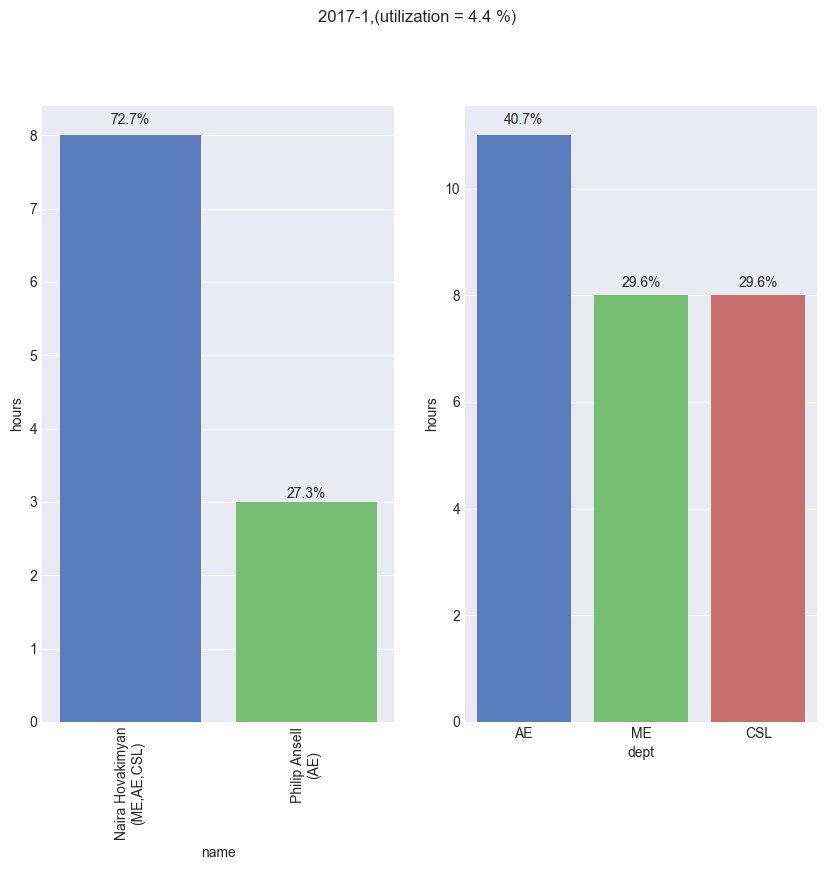 2017-1,(utilization = 4.4 %)
72.7%
27.3%
8
7
6
5
4
3
2
1
0
hours
Naira Hovakimyan
(ME,AE,CSL)
Philip Ansell
(AE)
name
40.7%
29.6%
29.6%
10
8
6
4
2
0
hours
AE
ME
CSL
dept